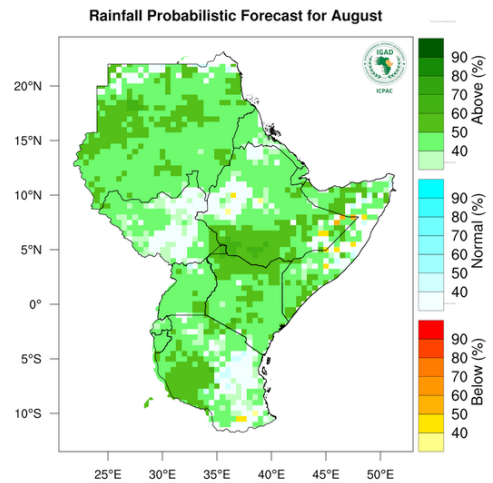 Rainfall Probabilistic Forecast for August
IGAD
ICPAC
20°N
15°N
10°N
5°N
0°
5°S
10°S
25°E 30°E 35°E 40°E 45°E 50°E
90
80
70
60
50
40
Above (%)
90
80
70
60
50
40
Normal (%)
90
80
70
60
50
40
Below (%)